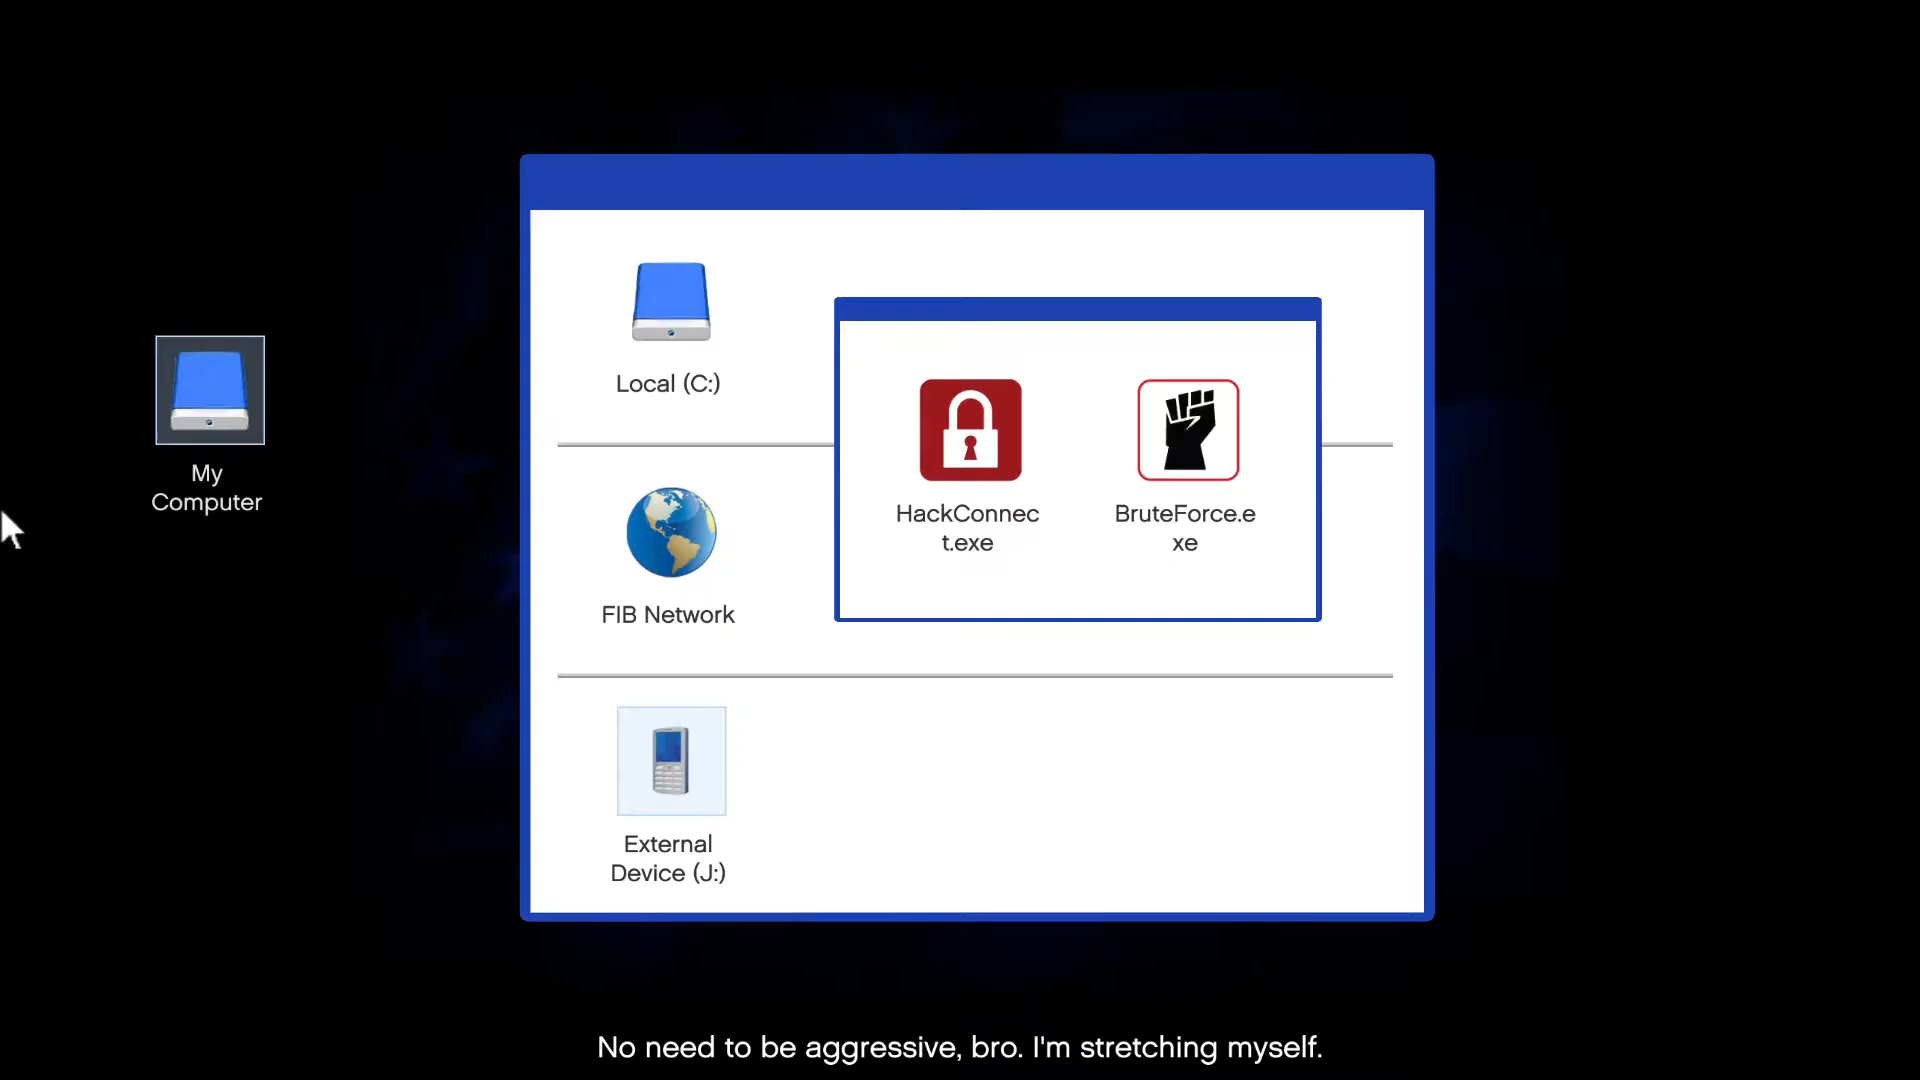 My
Computer
Local (C:)
FIB Network
External
Device (J:)
HackConnec
t.exe
BruteForce.e
xe
No need to be aggressive, bro. I'm stretching myself.